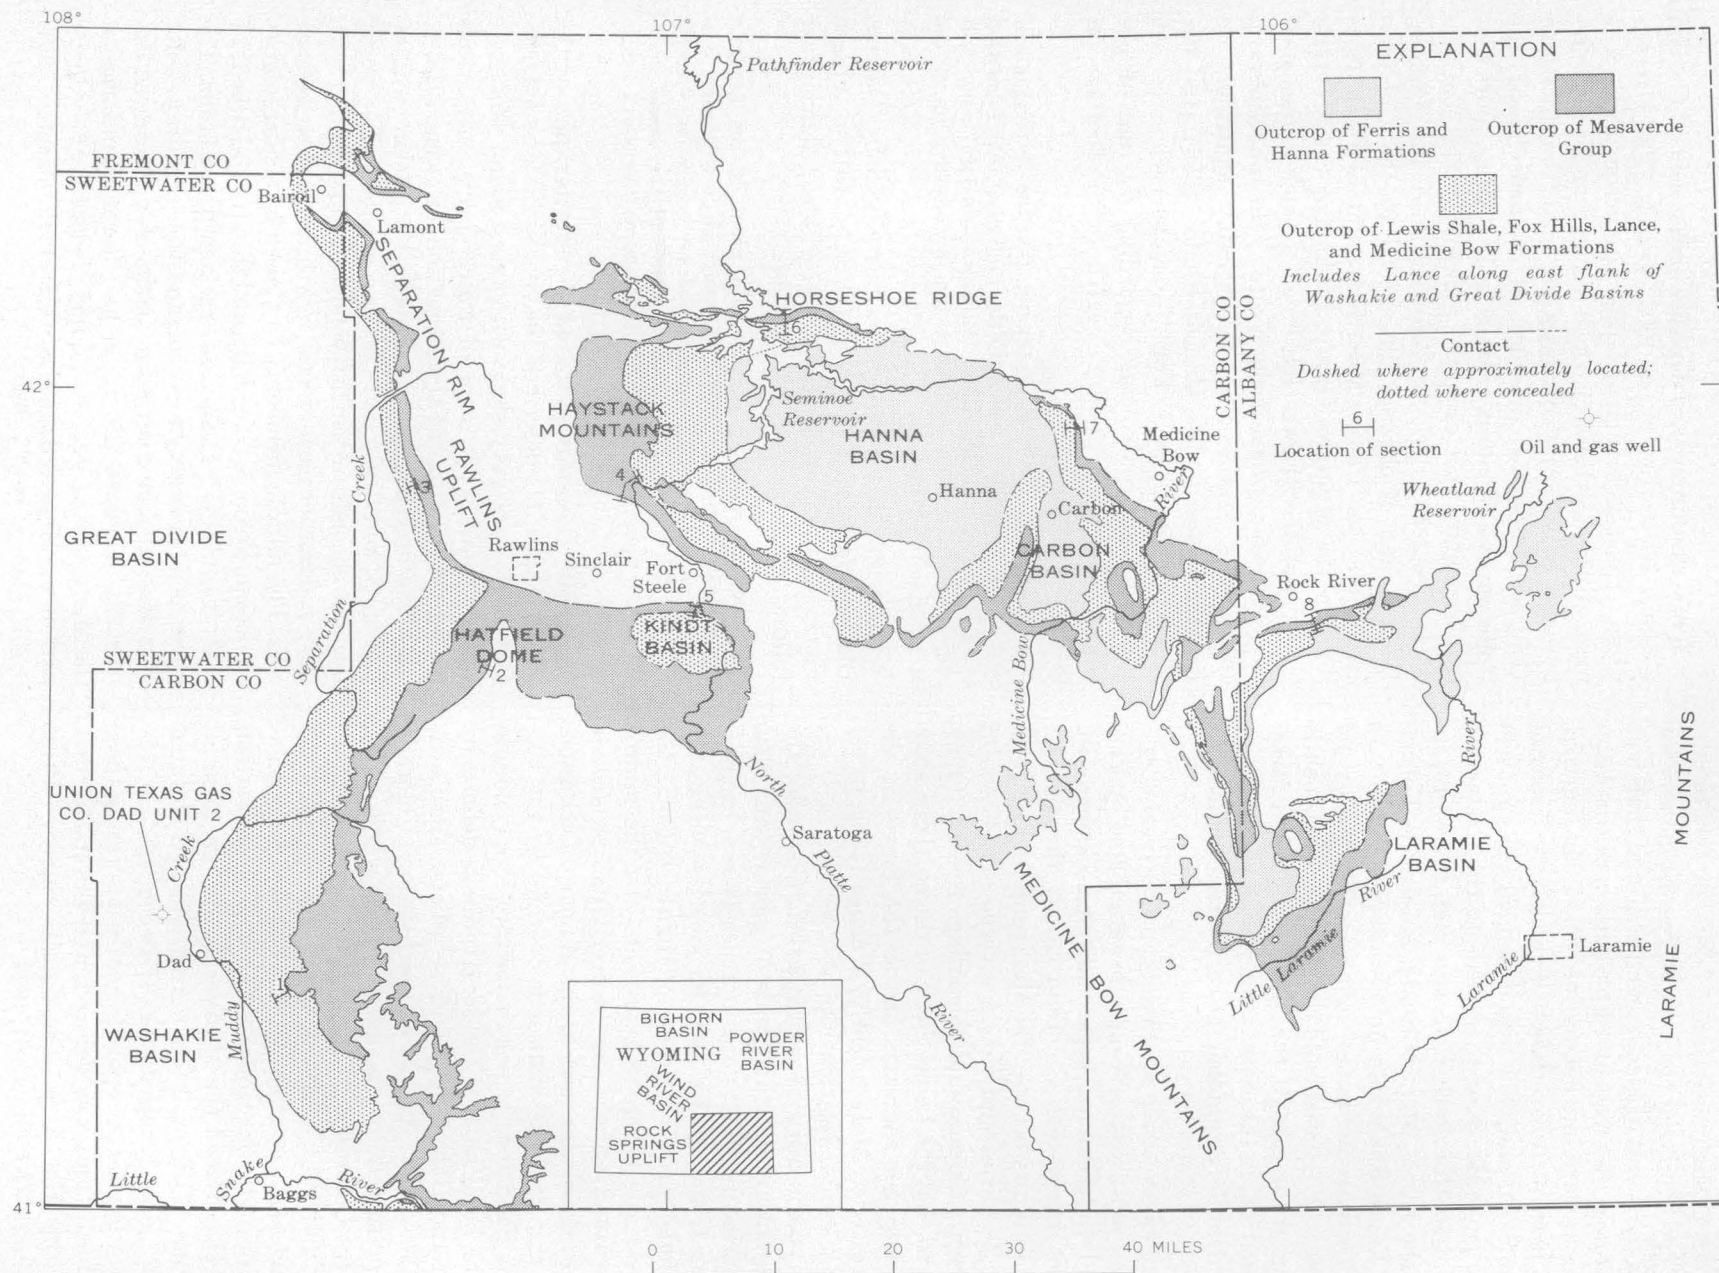 108°
107°
106°
EXPLANATION
Outcrop of Ferris and
Hanna Formations
Outcrop of Mesaverde
Group
Outcrop of Lewis Shale, Fox Hills, Lance,
and Medicine Bow Formations
Includes Lance along east flank of
Washakie and Great Divide Basins
Contact
Dashed where approximately located;
dotted where concealed
6
Location of section
Oil and gas well
Pathfinder Reservoir
FREMONT CO
SWEETWATER CO
Bairoil
Lamont
SEPARATION RIM
HORSESHOE RIDGE
6
CARBON CO
ALBANY CO
42°
HAYSTACK
MOUNTAINS
Seminoe
Reservoir
HANNA
BASIN
7
Medicine
Bow
River
RAWLINS
UPLIFT
Creek
3
4
Hanna
Carbon
Wheatland
Reservoir
GREAT DIVIDE
BASIN
Rawlins
Sinclair
Fort
Steele
CARBON
BASIN
Rock River
5
8
KINDT
BASIN
HATFIELD
DOME
2
Separation
SWEETWATER CO
CARBON CO
Medicine Bow
River
MOUNTAINS
North
UNION TEXAS GAS
CO. DAD UNIT 2
Saratoga
Platte
Creek
LARAMIE
BASIN
River
MEDICINE BOW MOUNTAINS
Dad
1
Little Laramie
Laramie
Laramie
LARAMIE
Muddy
WASHAKIE
BASIN
River
BIGHORN
BASIN
WYOMING
POWDER
RIVER
BASIN
WIND
RIVER
BASIN
ROCK
SPRINGS
UPLIFT
Little
Snake
River
Baggs
41°
0 10 20 30 40 MILES